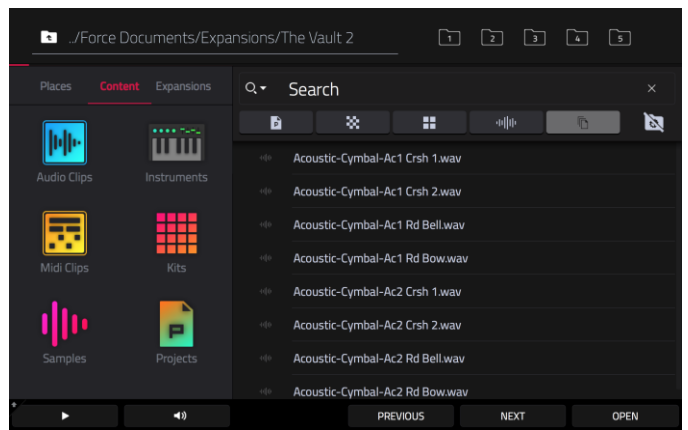 ../Force Documents/Expansions/The Vault 2
1 2 3 4 5
Places Content Expansions
Search
Audio Clips Instruments
Midi Clips Kits
Samples Projects
P
Acoustic-Cymbal-Ac1 Crsh 1.wav
Acoustic-Cymbal-Ac1 Crsh 2.wav
Acoustic-Cymbal-Ac1 Rd Bell.wav
Acoustic-Cymbal-Ac1 Rd Bow.wav
Acoustic-Cymbal-Ac2 Crsh 1.wav
Acoustic-Cymbal-Ac2 Crsh 2.wav
Acoustic-Cymbal-Ac2 Rd Bell.wav
Acoustic-Cymbal-Ac2 Rd Bow.wav
PREVIOUS NEXT OPEN